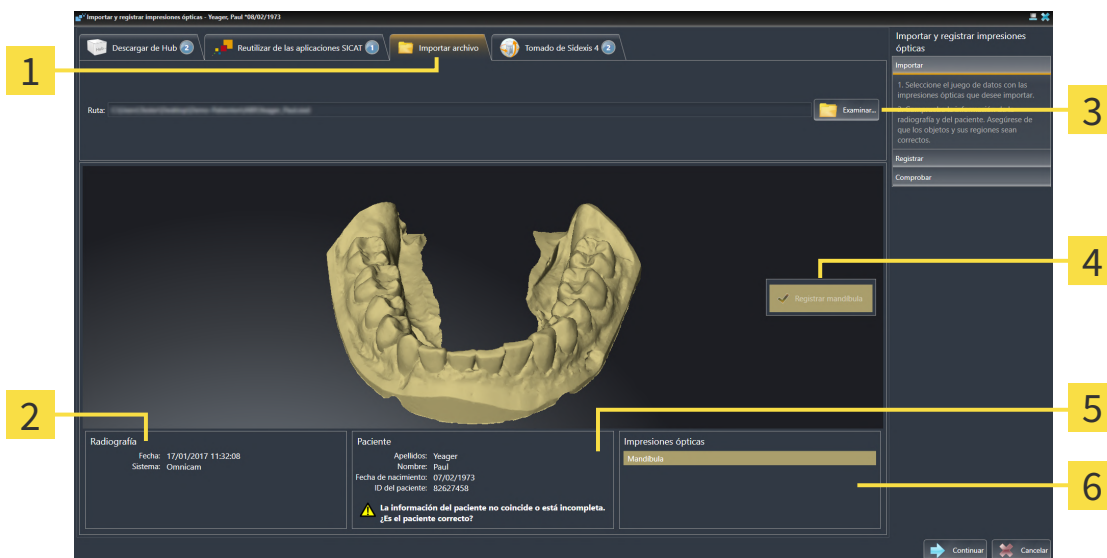 Importar y registrar impresiones ópticas - Yeager, Paul *08/02/1973
Descargar de Hub 2
Reutilizar de las aplicaciones SICAT 1
Importar archivo
Tomado de Sidexis 4 2
Importar y registrar impresiones
ópticas
Importar
1. Seleccione el juego de datos con las
impresiones ópticas que desee importar.
radiografía y del paciente. Asegúrese de
que los objetos y sus regiones sean
correctos.
Registrar
Comprobar
1
Ruta:
Examinar...
3
Registrar mandíbula
4
2
Radiografía
Fecha: 17/01/2017 11:32:08
Sistema: Omnicam
Paciente
Apellidos: Yeager
Nombre: Paul
Fecha de nacimiento: 07/02/1973
ID del paciente: 82627458
La información del paciente no coincide o está incompleta.
¿Es el paciente correcto?
5
Impresiones ópticas
Mandíbula
6
Continuar
Cancelar